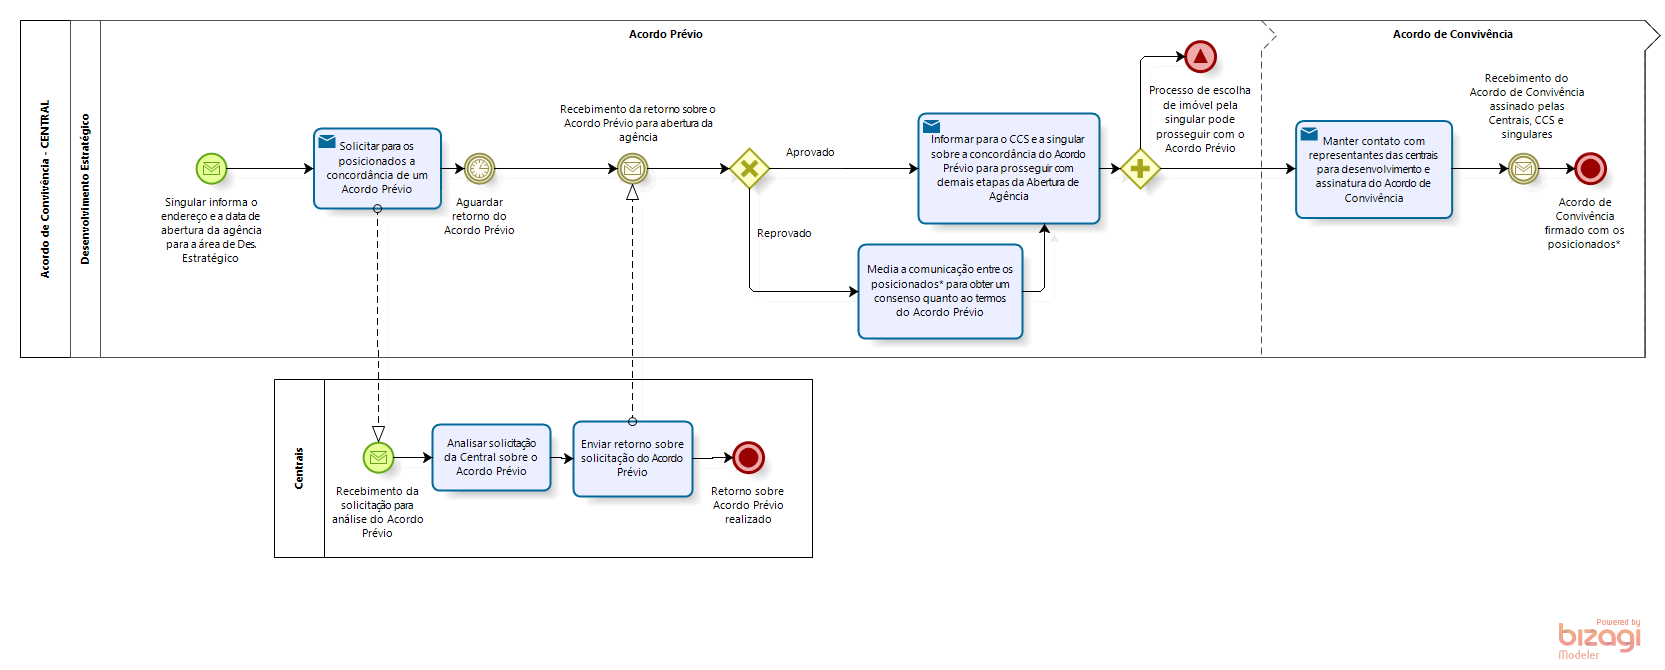 Acordo de Convivência - CENTRAL
Desenvolvimento Estratégico
Acordo Prévio
Acordo de Convivência
Singular informa o
endereço e a data de
abertura da agência
para a área de Des.
Estratégico
Solicitar para os
posicionados a
concordância de um
Acordo Prévio
Aguardar
retorno do
Acordo Prévio
Recebimento da retorno sobre o
Acordo Prévio para abertura da
agência
Aprovado
Reprovado
Media a comunicação entre os
posicionados* para obter um
consenso quanto ao termos
do Acordo Prévio
Informar para o CCS e a singular
sobre a concordância do Acordo
Prévio para prosseguir com
demais etapas da Abertura de
Agência
Processo de escolha
de imóvel pela
singular pode
prosseguir com o
Acordo Prévio
Manter contato com
representantes das centrais
para desenvolvimento e
assinatura do Acordo de
Convivência
Recebimento do
Acordo de Convivência
assinado pelas
Centrais, CCS e
singulares
Acordo de
Convivência
firmado com os
posicionados*
Centrais
Recebimento da
solicitação para
análise do Acordo
Prévio
Analisar solicitação
da Central sobre o
Acordo Prévio
Enviar retorno sobre
solicitação do Acordo
Prévio
Retorno sobre
Acordo Prévio
realizado
Powered by
bizagi
Modeler